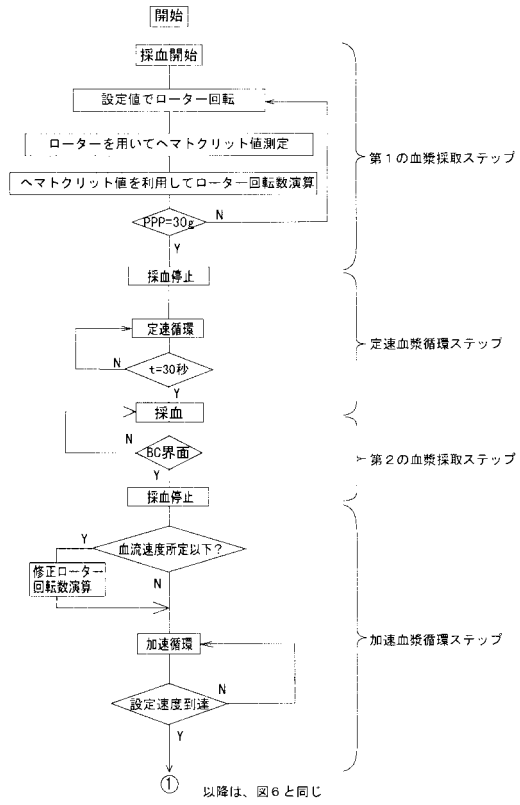 開始
採血開始
設定値でローター回転
ローターを用いてヘマトクリット値測定
ヘマトクリット値を利用してローター回転数演算
PPP=30g
N
Y
採血停止
第1の血漿採取ステップ
定速循環
t=30秒
N
Y
定速血漿循環ステップ
採血
BC界面
N
Y
採血停止
第2の血漿採取ステップ
血流速度所定以下?
Y
N
修正ローター
回転数演算
加速循環
設定速度到達
N
Y
加速血漿循環ステップ
①
以降は、図6と同じ